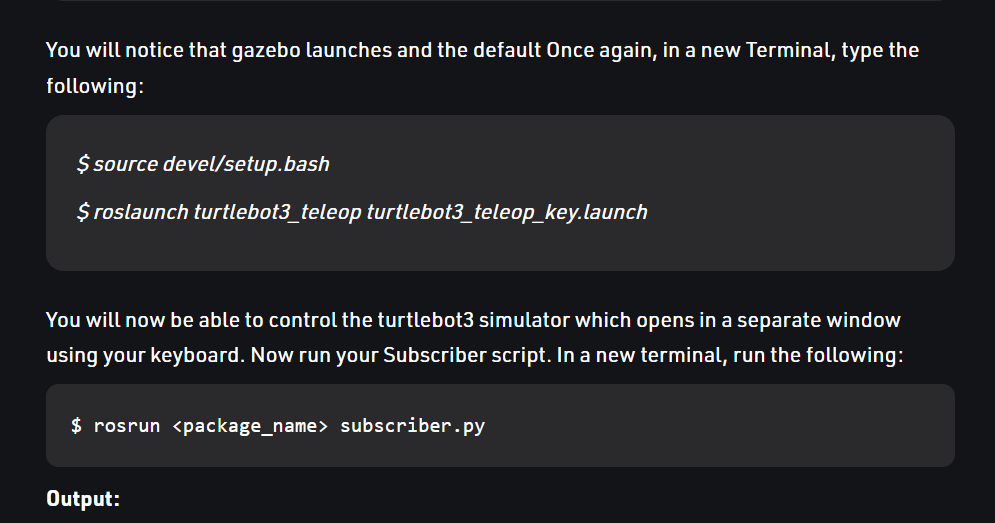 You will notice that gazebo launches and the default Once again, in a new Terminal, type the
following:
$ source devel/setup.bash
$ roslaunch turtlebot3_teleop turtlebot3_teleop_key.launch
You will now be able to control the turtlebot3 simulator which opens in a separate window
using your keyboard. Now run your Subscriber script. In a new terminal, run the following:
$ rosrun <package_name> subscriber.py
Output: